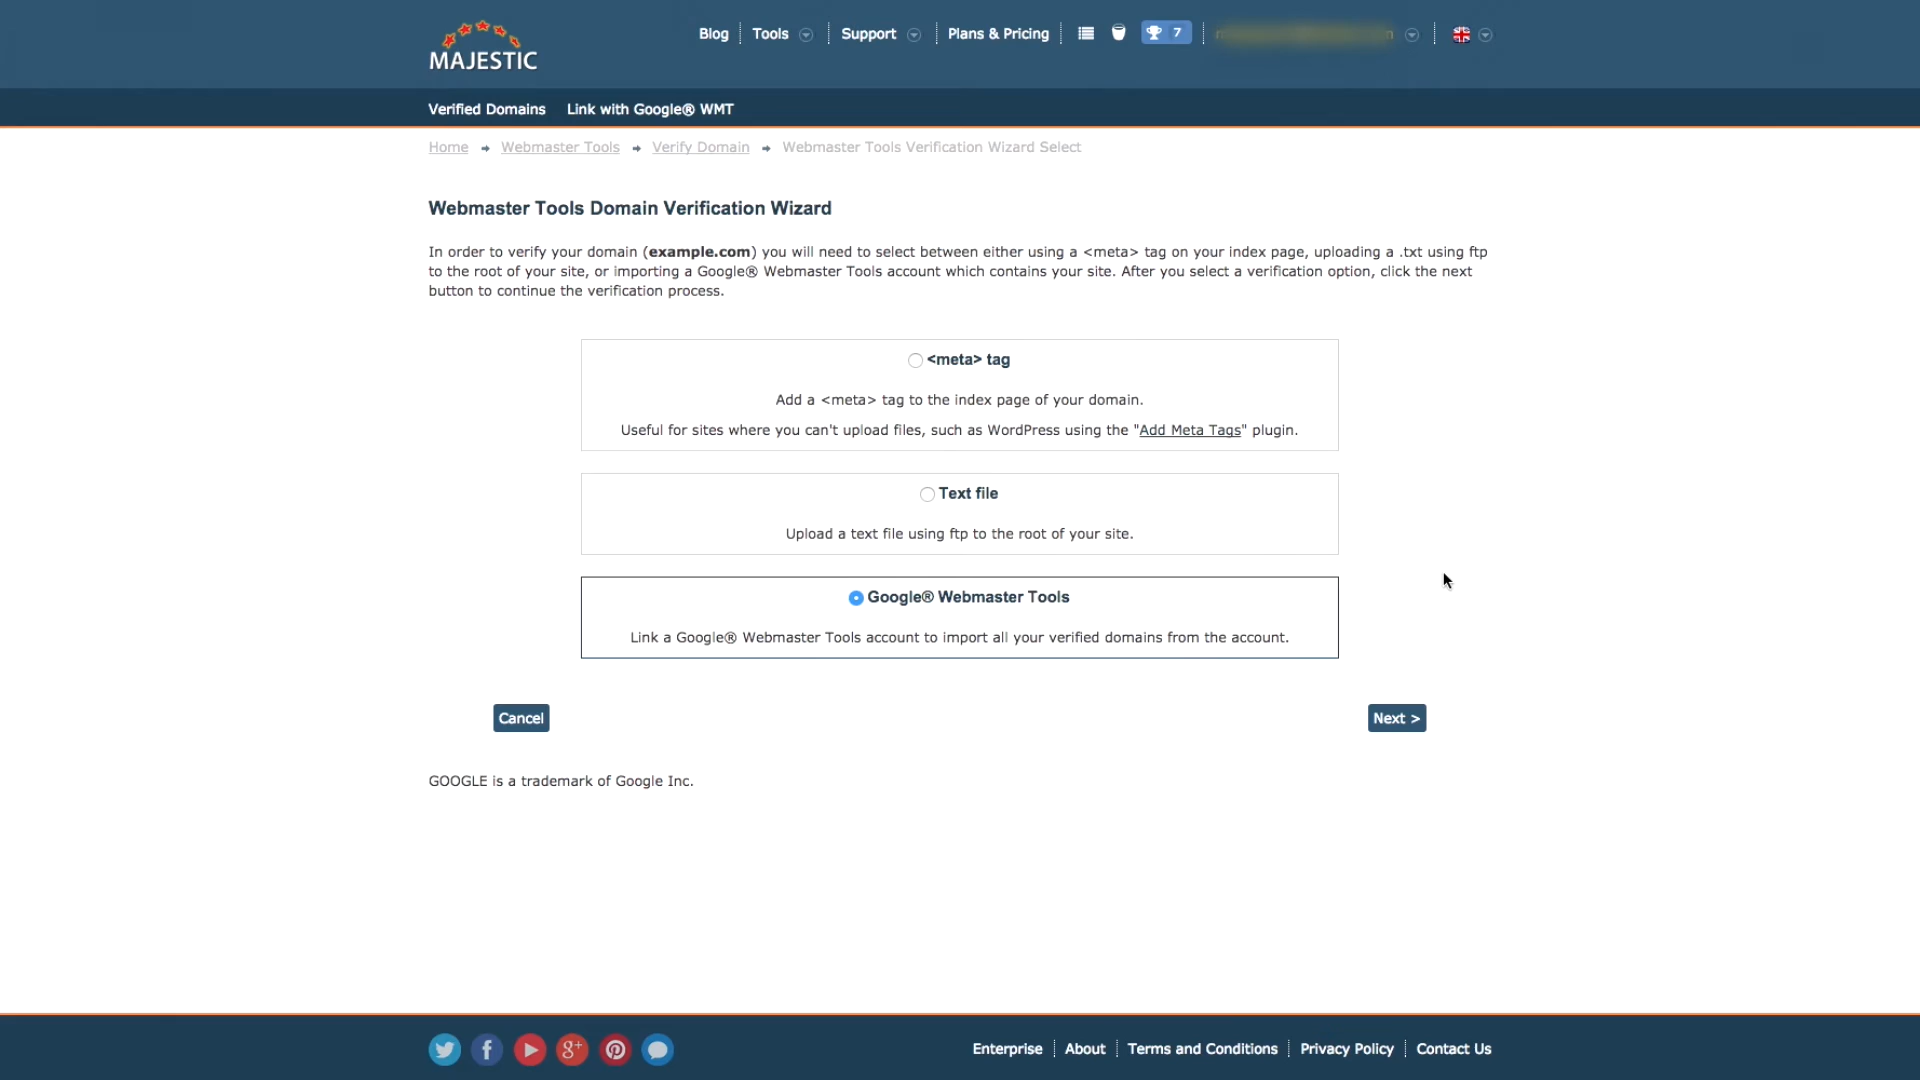 MAJESTIC
Blog
Tools
Support
Plans & Pricing
7
Verified Domains
Link with Google® WMT
Home
Webmaster Tools
Verify Domain
Webmaster Tools Verification Wizard Select
Webmaster Tools Domain Verification Wizard
In order to verify your domain (example.com) you will need to select between either using a <meta> tag on your index page, uploading a .txt using ftp
to the root of your site, or importing a Google® Webmaster Tools account which contains your site. After you select a verification option, click the next
button to continue the verification process.
<meta> tag
Add a <meta> tag to the index page of your domain.
Useful for sites where you can't upload files, such as WordPress using the "Add Meta Tags" plugin.
Text file
Upload a text file using ftp to the root of your site.
Google® Webmaster Tools
Link a Google® Webmaster Tools account to import all your verified domains from the account.
Cancel
Next >
GOOGLE is a trademark of Google Inc.
Enterprise
About
Terms and Conditions
Privacy Policy
Contact Us